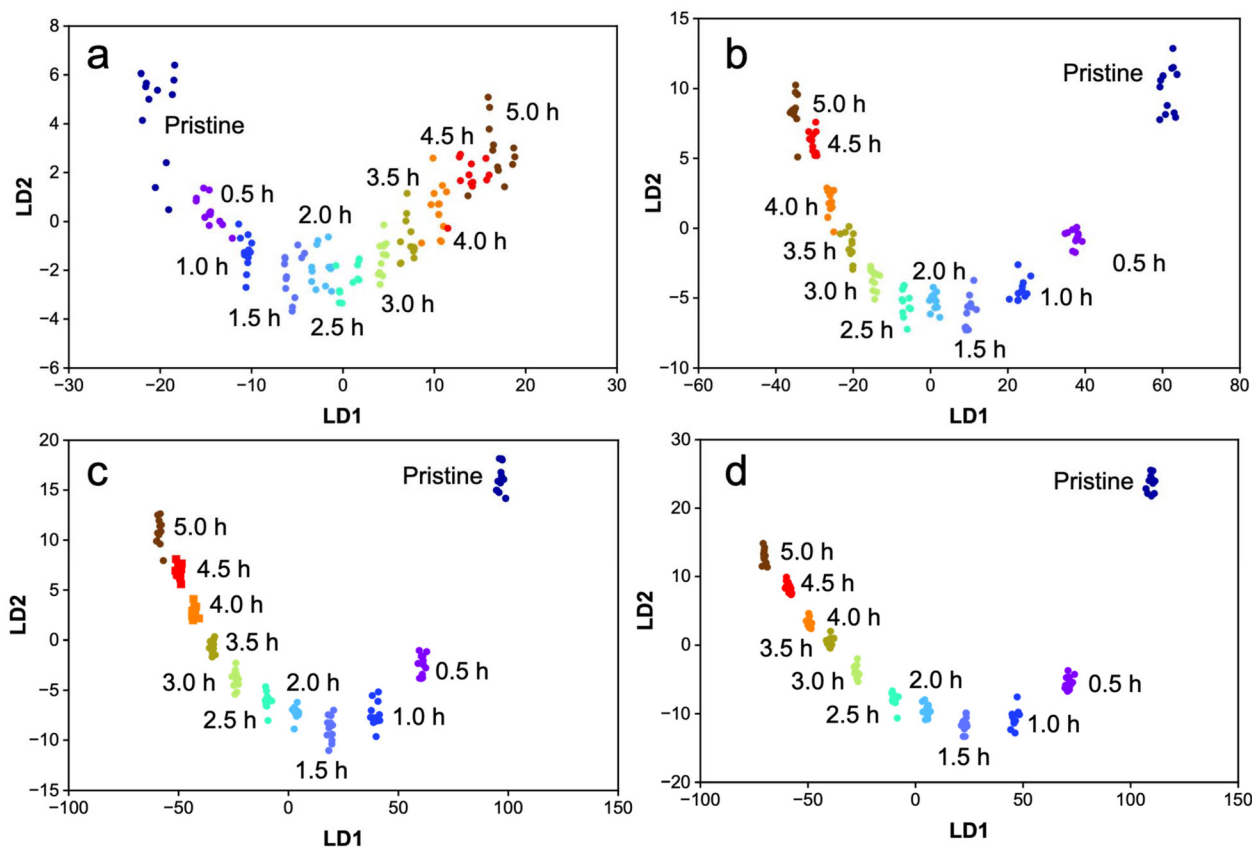 a
8
6
4
2
0
−2
−4
−6
LD2
Pristine
0.5 h
1.0 h
1.5 h
2.0 h
2.5 h
3.0 h
3.5 h
4.0 h
4.5 h
5.0 h
−30
−20
−10
0
10
20
30
LD1
b
15
10
5
0
−5
−10
LD2
Pristine
5.0 h
4.5 h
4.0 h
3.5 h
3.0 h
2.5 h
2.0 h
1.5 h
1.0 h
0.5 h
−60
−40
−20
0
20
40
60
80
LD1
c
20
15
10
5
0
−5
−10
−15
LD2
Pristine
5.0 h
4.5 h
4.0 h
3.5 h
3.0 h
2.5 h
2.0 h
1.5 h
1.0 h
0.5 h
−100
−50
0
50
100
150
LD1
d
30
20
10
0
−10
−20
LD2
Pristine
5.0 h
4.5 h
4.0 h
3.5 h
3.0 h
2.5 h
2.0 h
1.5 h
1.0 h
0.5 h
−100
−50
0
50
100
150
LD1